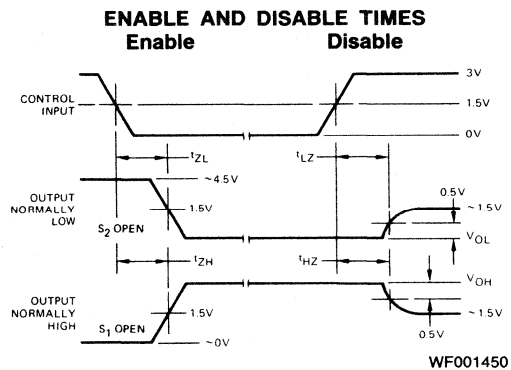 ENABLE AND DISABLE TIMES
Enable Disable
3V
CONTROL INPUT
1.5V
0V
tZL tLZ
~4.5V
0.5V
OUTPUT NORMALLY LOW
1.5V
~1.5V
S2 OPEN
VOL
tZH tHZ
VOH
OUTPUT NORMALLY HIGH
1.5V
~1.5V
S1 OPEN
0.5V
~0V
WF001450